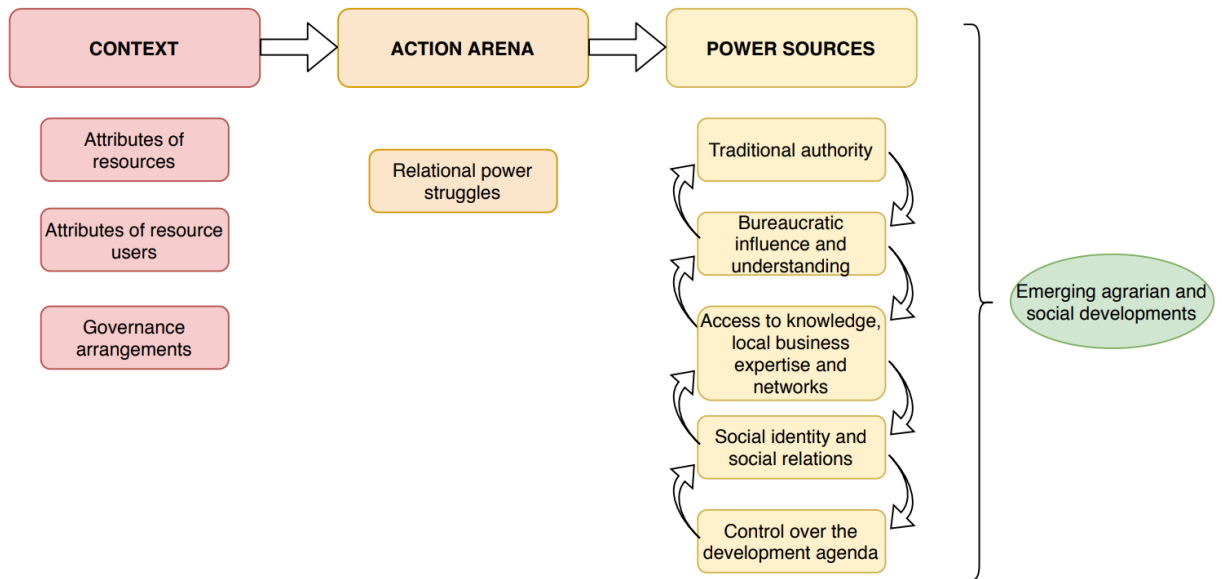 CONTEXT
ACTION ARENA
POWER SOURCES
Attributes of
resources
Attributes of resource
users
Governance
arrangements
Relational power
struggles
Traditional authority
Bureaucratic
influence and
understanding
Access to knowledge,
local business
expertise and
networks
Social identity and
social relations
Control over the
development agenda
Emerging agrarian and
social developments